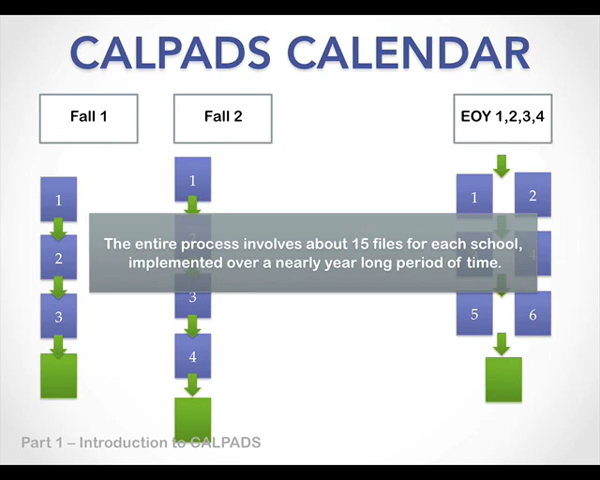 CALPADS CALENDAR
Fall 1
Fall 2
EOY 1,2,3,4
1
1
1
2
2
2
The entire process involves about 15 files for each school,
implemented over a nearly year long period of time.
4
3
3
5
6
4
Part 1 – Introduction to CALPADS